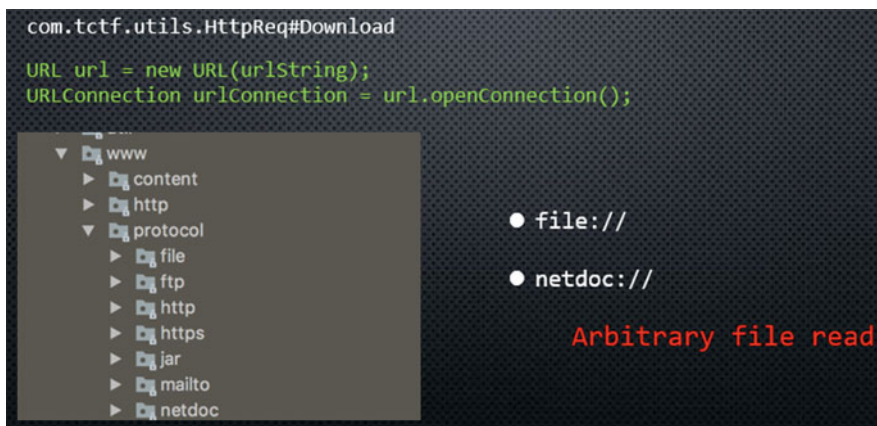 com.tctf.utils.HttpReq#Download
URL url = new URL(urlString);
URLConnection urlConnection = url.openConnection();
www
content
http
protocol
file
ftp
http
https
jar
mailto
netdoc
file://
netdoc://
Arbitrary file read